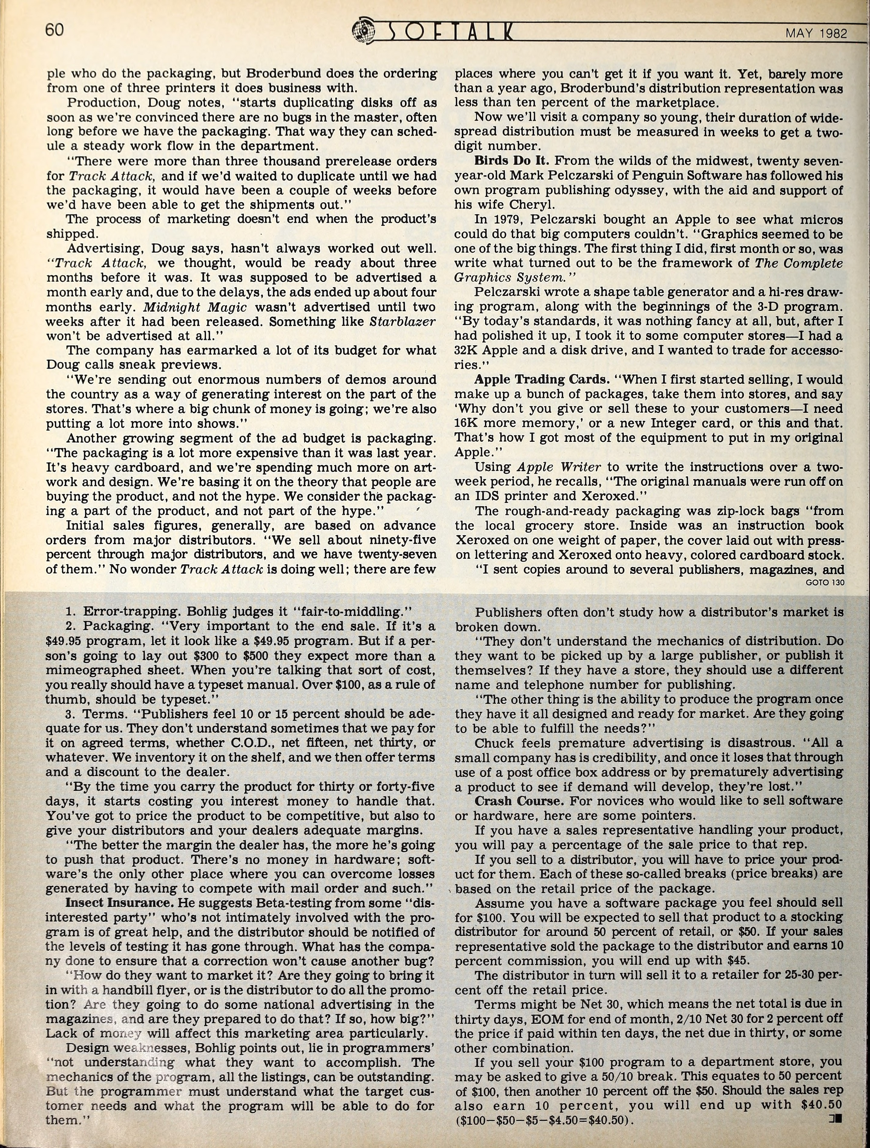 60
SOFTALK
MAY 1982
ple who do the packaging, but Broderbund does the ordering
from one of three printers it does business with.
Production, Doug notes, "starts duplicating disks off as
soon as we're convinced there are no bugs in the master, often
long before we have the packaging. That way they can sched-
ule a steady work flow in the department.
"There were more than three thousand prerelease orders
for Track Attack, and if we'd waited to duplicate until we had
the packaging, it would have been a couple of weeks before
we'd have been able to get the shipments out."
The process of marketing doesn't end when the product's
shipped.
Advertising, Doug says, hasn't always worked out well.
"Track Attack, we thought, would be ready about three
months before it was. It was supposed to be advertised a
month early and, due to the delays, the ads ended up about four
months early. Midnight Magic wasn't advertised until two
weeks after it had been released. Something like Starblazer
won't be advertised at all."
The company has earmarked a lot of its budget for what
Doug calls sneak previews.
"We're sending out enormous numbers of demos around
the country as a way of generating interest on the part of the
stores. That's where a big chunk of money is going; we're also
putting a lot more into shows."
Another growing segment of the ad budget is packaging.
"The packaging is a lot more expensive than it was last year.
It's heavy cardboard, and we're spending much more on art-
work and design. We're basing it on the theory that people are
buying the product, and not the hype. We consider the packag-
ing a part of the product, and not part of the hype."
Initial sales figures, generally, are based on advance
orders from major distributors. "We sell about ninety-five
percent through major distributors, and we have twenty-seven
of them." No wonder Track Attack is doing well; there are few
places where you can't get it if you want it. Yet, barely more
than a year ago, Broderbund's distribution representation was
less than ten percent of the marketplace.
Now we'll visit a company so young, their duration of wide-
spread distribution must be measured in weeks to get a two-
digit number.
Birds Do It. From the wilds of the midwest, twenty seven-
year-old Mark Pelczarski of Penguin Software has followed his
own program publishing odyssey, with the aid and support of
his wife Cheryl.
In 1979, Pelczarski bought an Apple to see what micros
could do that big computers couldn't. "Graphics seemed to be
one of the big things. The first thing I did, first month or so, was
write what turned out to be the framework of The Complete
Graphics System."
Pelczarski wrote a shape table generator and a hi-res draw-
ing program, along with the beginnings of the 3-D program.
"By today's standards, it was nothing fancy at all, but, after I
had polished it up, I took it to some computer stores—I had a
32K Apple and a disk drive, and I wanted to trade for accesso-
ries."
Apple Trading Cards. "When I first started selling, I would
make up a bunch of packages, take them into stores, and say
'Why don't you give or sell these to your customers—I need
16K more memory,' or a new Integer card, or this and that.
That's how I got most of the equipment to put in my original
Apple."
Using Apple Writer to write the instructions over a two-
week period, he recalls, "The original manuals were run off on
an IDS printer and Xeroxed."
The rough-and-ready packaging was zip-lock bags "from
the local grocery store. Inside was an instruction book
Xeroxed on one weight of paper, the cover laid out with press-
on lettering and Xeroxed onto heavy, colored cardboard stock.
"I sent copies around to several publishers, magazines, and
GOTO 130
1. Error-trapping. Bohlig judges it "fair-to-middling."
2. Packaging. "Very important to the end sale. If it's a
$49.95 program, let it look like a $49.95 program. But if a per-
son's going to lay out $300 to $500 they expect more than a
mimeographed sheet. When you're talking that sort of cost,
you really should have a typeset manual. Over $100, as a rule of
thumb, should be typeset."
3. Terms. "Publishers feel 10 or 15 percent should be ade-
quate for us. They don't understand sometimes that we pay for
it on agreed terms, whether C.O.D., net fifteen, net thirty, or
whatever. We inventory it on the shelf, and we then offer terms
and a discount to the dealer.
"By the time you carry the product for thirty or forty-five
days, it starts costing you interest money to handle that.
You've got to price the product to be competitive, but also to
give your distributors and your dealers adequate margins.
"The better the margin the dealer has, the more he's going
to push that product. There's no money in hardware; soft-
ware's the only other place where you can overcome losses
generated by having to compete with mail order and such."
Insect Insurance. He suggests Beta-testing from some "dis-
interested party" who's not intimately involved with the pro-
gram is of great help, and the distributor should be notified of
the levels of testing it has gone through. What has the compa-
ny done to ensure that a correction won't cause another bug?
"How do they want to market it? Are they going to bring it
in with a handbill flyer, or is the distributor to do all the promo-
tion? Are they going to do some national advertising in the
magazines, and are they prepared to do that? If so, how big?"
Lack of money will affect this marketing area particularly.
Design weaknesses, Bohlig points out, lie in programmers'
"not understanding what they want to accomplish. The
mechanics of the program, all the listings, can be outstanding.
But the programmer must understand what the target cus-
tomer needs and what the program will be able to do for
them."
Publishers often don't study how a distributor's market is
broken down.
"They don't understand the mechanics of distribution. Do
they want to be picked up by a large publisher, or publish it
themselves? If they have a store, they should use a different
name and telephone number for publishing.
"The other thing is the ability to produce the program once
they have it all designed and ready for market. Are they going
to be able to fulfill the needs?"
Chuck feels premature advertising is disastrous. "All a
small company has is credibility, and once it loses that through
use of a post office box address or by prematurely advertising
a product to see if demand will develop, they're lost."
Crash Course. For novices who would like to sell software
or hardware, here are some pointers.
If you have a sales representative handling your product,
you will pay a percentage of the sale price to that rep.
If you sell to a distributor, you will have to price your prod-
uct for them. Each of these so-called breaks (price breaks) are
based on the retail price of the package.
Assume you have a software package you feel should sell
for $100. You will be expected to sell that product to a stocking
distributor for around 50 percent of retail, or $50. If your sales
representative sold the package to the distributor and earns 10
percent commission, you will end up with $45.
The distributor in turn will sell it to a retailer for 25-30 per-
cent off the retail price.
Terms might be Net 30, which means the net total is due in
thirty days, EOM for end of month, 2/10 Net 30 for 2 percent off
the price if paid within ten days, the net due in thirty, or some
other combination.
If you sell your $100 program to a department store, you
may be asked to give a 50/10 break. This equates to 50 percent
of $100, then another 10 percent off the $50. Should the sales rep
also earn 10 percent, you will end up with $40.50
($100–$50–$5–$4.50=$40.50).